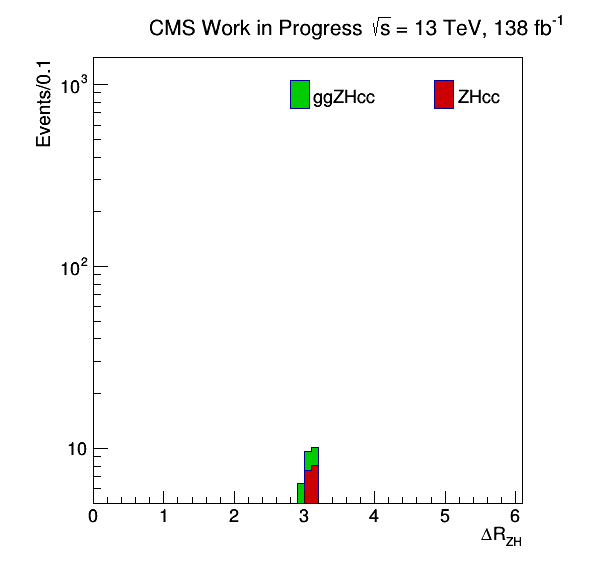 CMS Work in Progress √s = 13 TeV, 138 fb⁻¹
Events/0.1
10³
10²
10
ggZHcc
ZHcc
0 1 2 3 4 5 6
ΔR_ZH